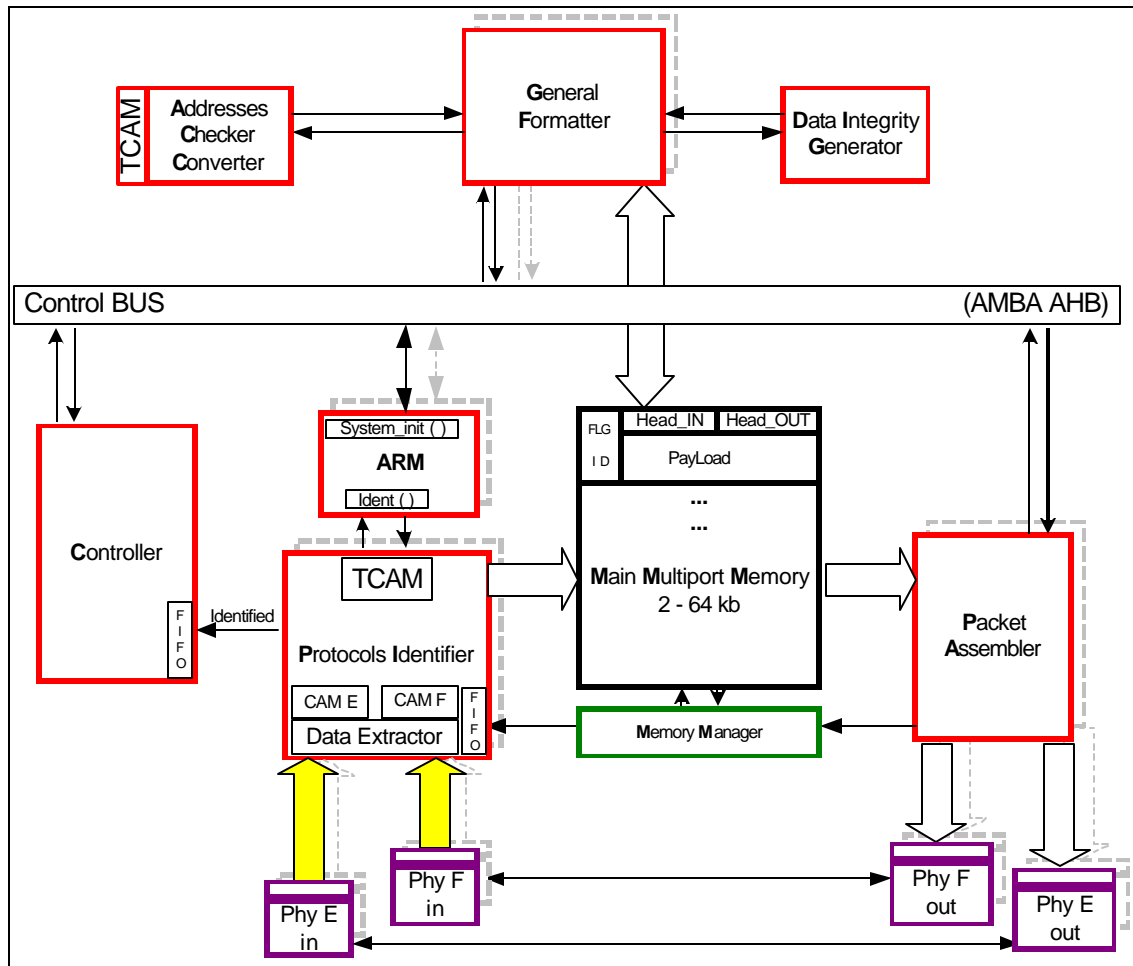 TCAM
Addresses
Checker
Converter
General
Formatter
Data Integrity
Generator
Control BUS
(AMBA AHB)
System_init ( )
ARM
Ident ( )
FLG
I D
Head_IN
Head_OUT
PayLoad
...
...
Main Multiport Memory
2 - 64 kb
Controller
F
I
F
O
Identified
TCAM
Protocols Identifier
CAM E
CAM F
Data Extractor
F
I
F
O
Memory Manager
Packet
Assembler
Phy E
in
Phy F
in
Phy F
out
Phy E
out